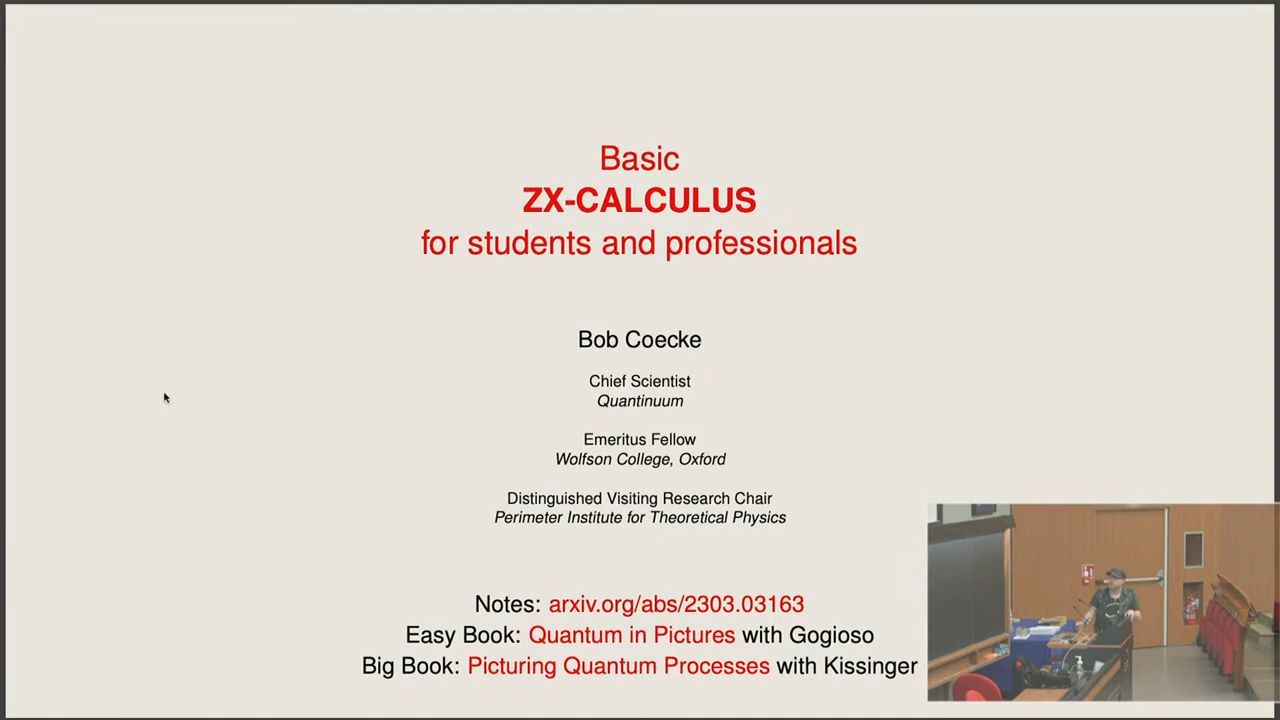 Basic
ZX-CALCULUS
for students and professionals
Bob Coecke
Chief Scientist
Quantinuum
Emeritus Fellow
Wolfson College, Oxford
Distinguished Visiting Research Chair
Perimeter Institute for Theoretical Physics
Notes: arxiv.org/abs/2303.03163
Easy Book: Quantum in Pictures with Gogioso
Big Book: Picturing Quantum Processes with Kissinger